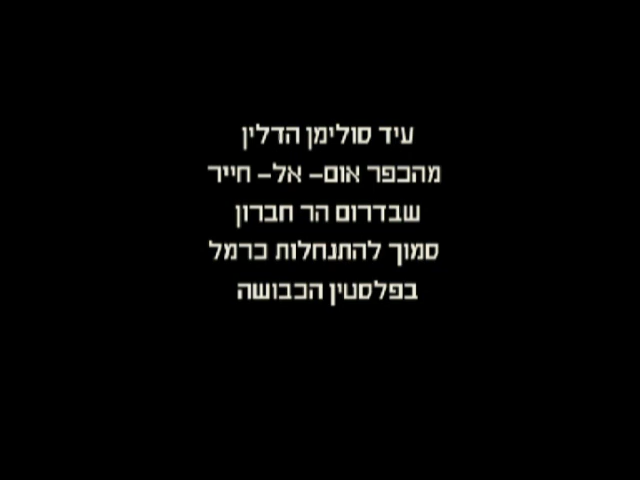 עיד סולימן הדלין
מהכפר אום- אל- חייר
שבדרום הר חברון
סמוך להתנחלות כרמל
בפלסטין הכבושה